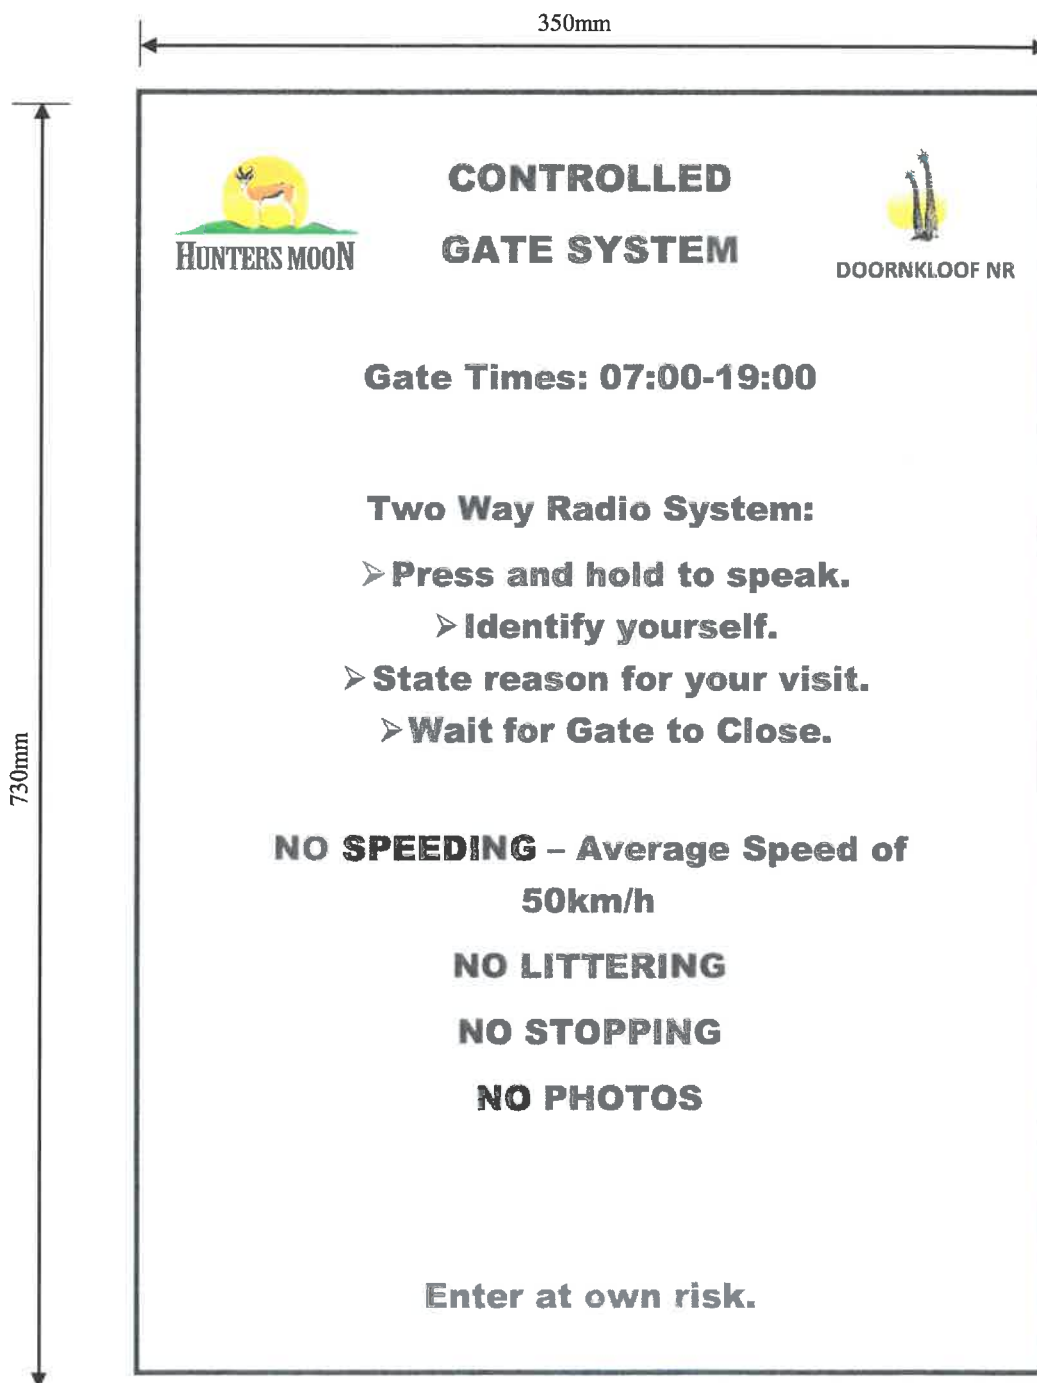 350mm
730mm
HUNTERS MOON
CONTROLLED
GATE SYSTEM
DOORNKLOOF NR
Gate Times: 07:00-19:00
Two Way Radio System:
➢Press and hold to speak.
➢Identify yourself.
➢State reason for your visit.
➢Wait for Gate to Close.
NO SPEEDING – Average Speed of
50km/h
NO LITTERING
NO STOPPING
NO PHOTOS
Enter at own risk.